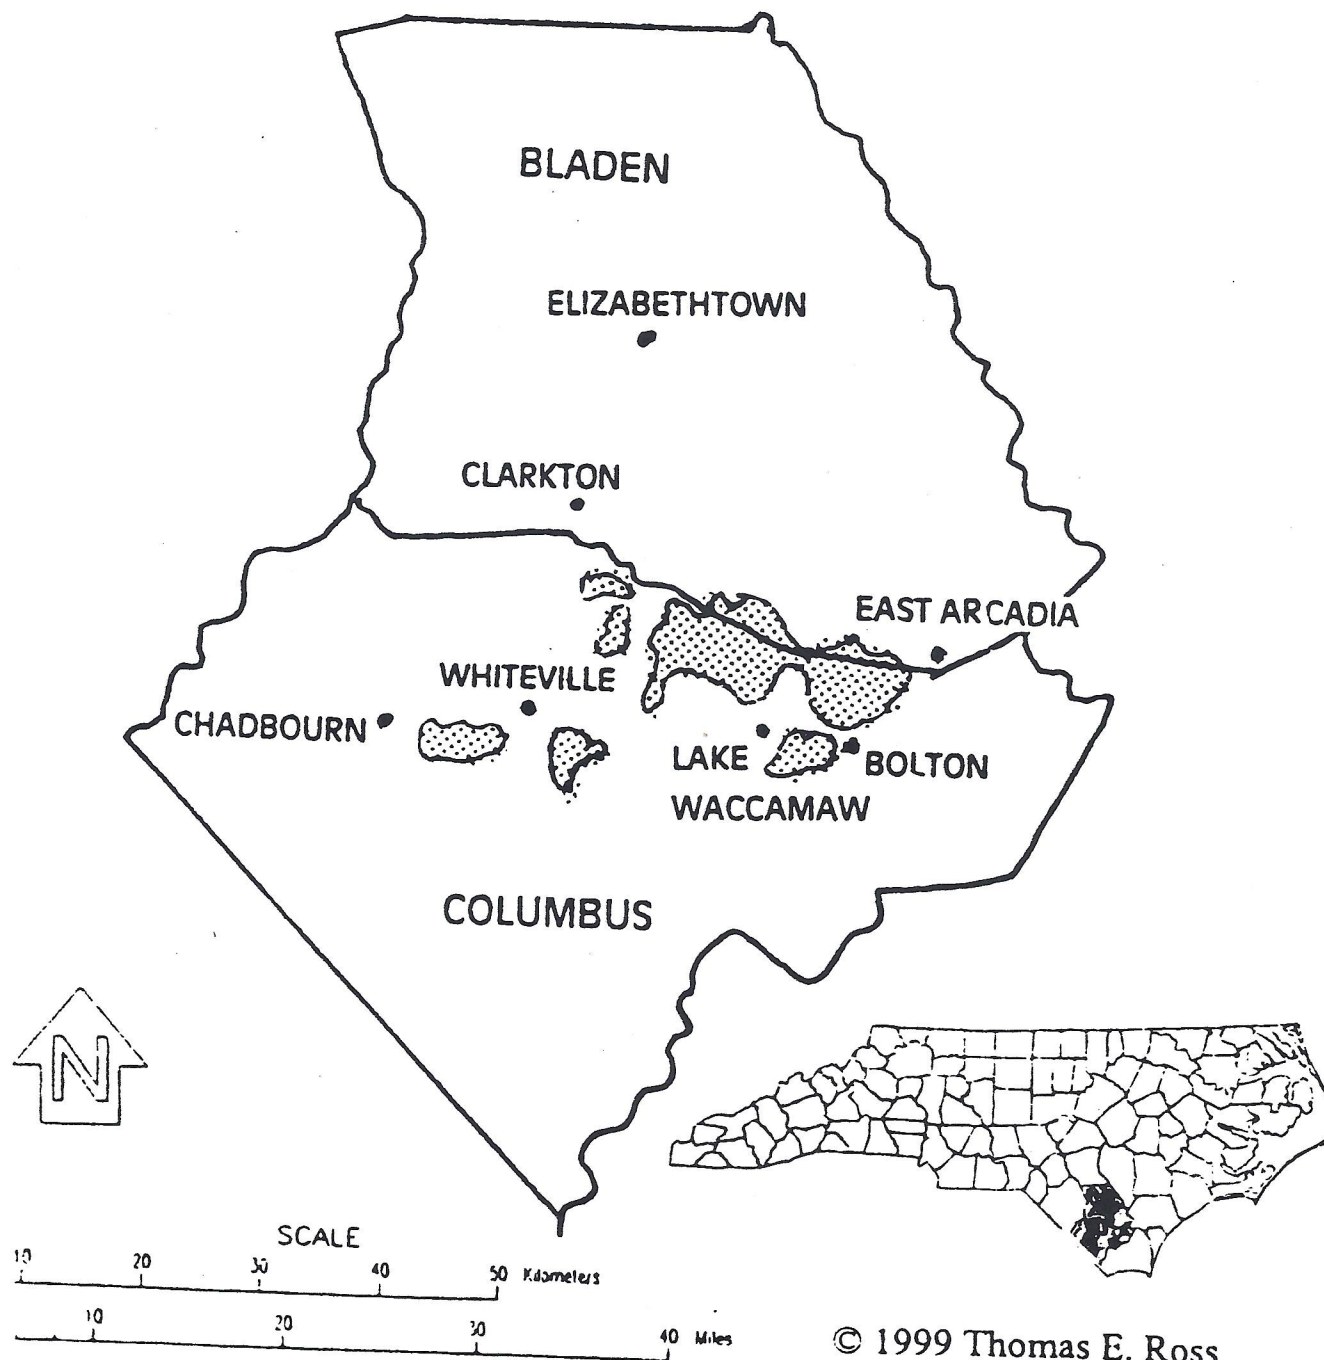 BLADEN
ELIZABETHTOWN
CLARKTON
EAST ARCADIA
WHITEVILLE
CHADBOURN
LAKE
WACCAMAW
BOLTON
COLUMBUS
N
SCALE
10 20 30 40 50 Kilometers
10 20 30 40 Miles
© 1999 Thomas E. Ross